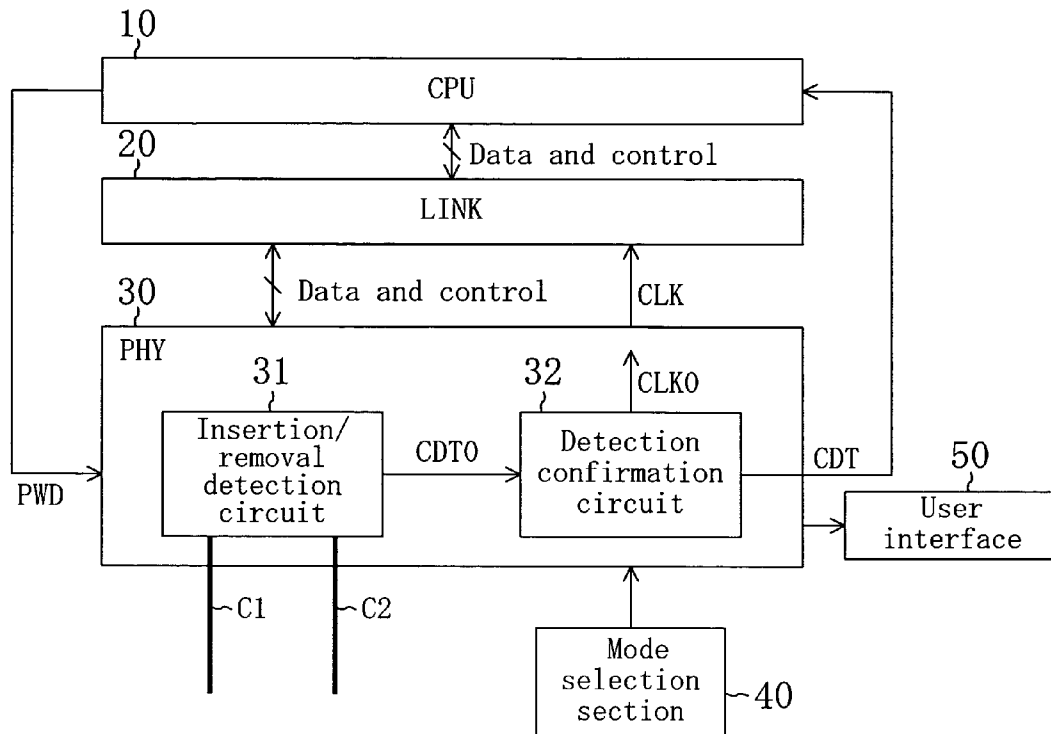 10
CPU
20
Data and control
LINK
30
Data and control
CLK
PHY
31
32
CLK0
Insertion/
removal
detection
circuit
CDT0
Detection
confirmation
circuit
CDT
50
PWD
User
interface
C1
C2
Mode
selection
section
40